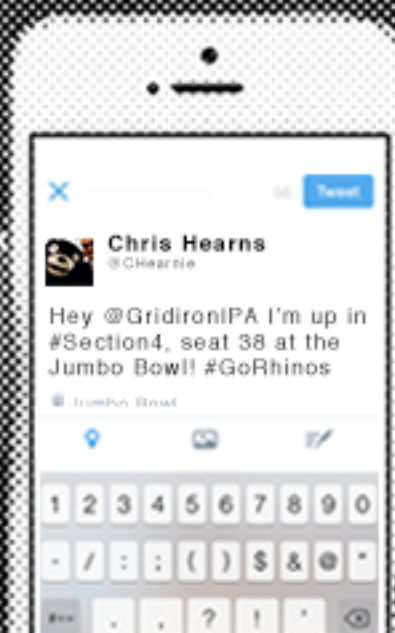 Tweet
Chris Hearns
@CHearnie
Hey @GridironIPA I'm up in
#Section4, seat 38 at the
Jumbo Bowl! #GoRhinos
Jumbo Bowl
1 2 3 4 5 6 7 8 9 0
- / : ; ( ) $ & @ "
#+=  . , ? ! '